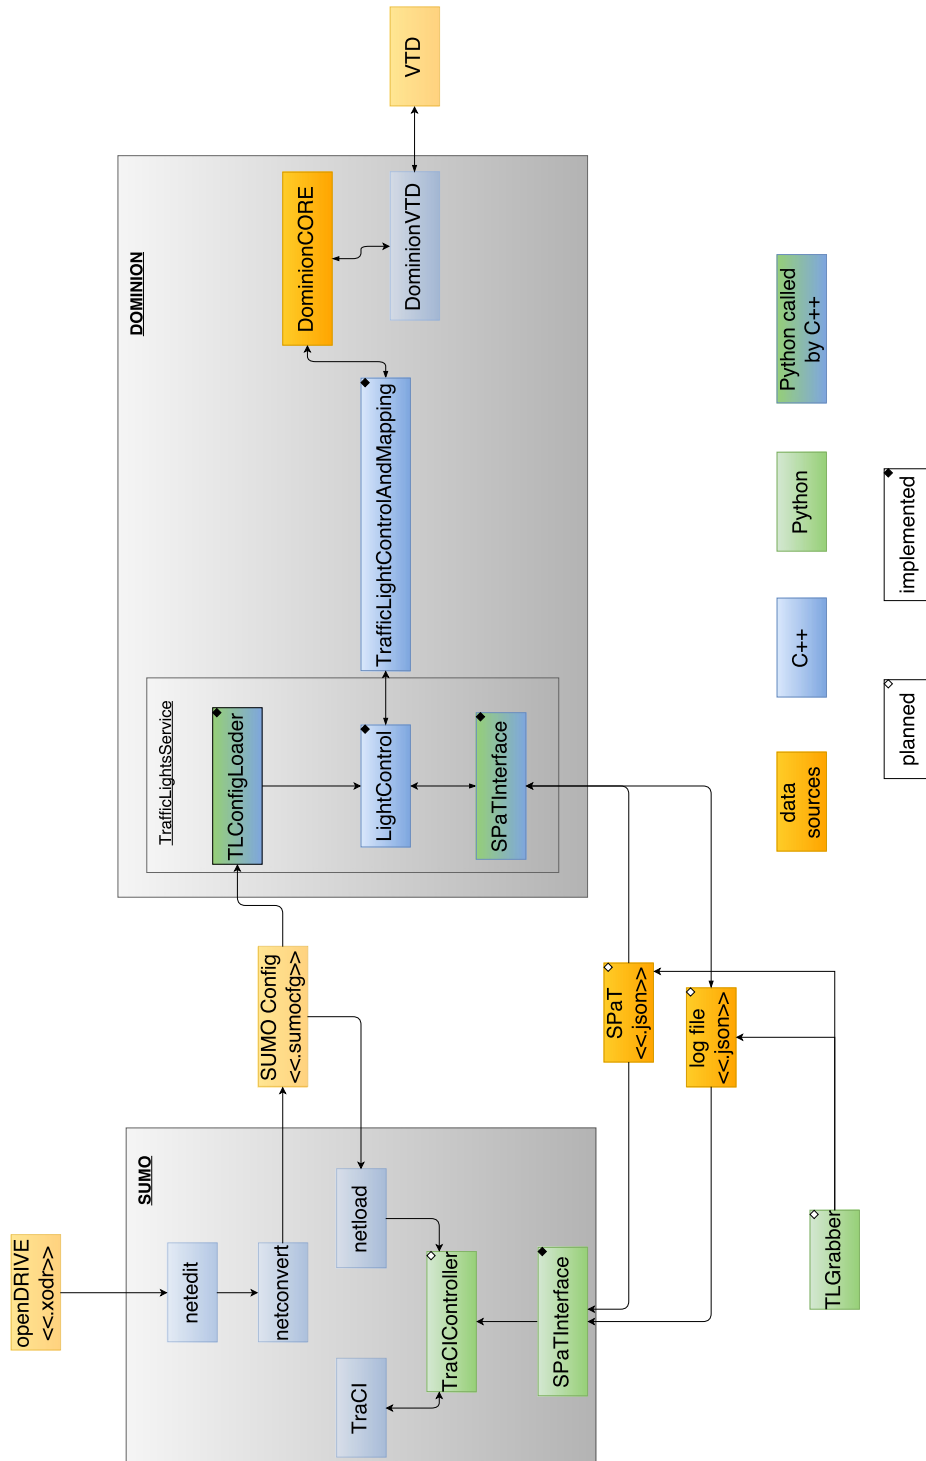 openDRIVE
<<.xodr>>
SUMO
netedit
netconvert
netload
TraCI
TraCIController
SPaTInterface
SUMO Config
<<.sumocfg>>
SPaT
<<.json>>
log file
<<.json>>
TLGrabber
DOMINION
TrafficLightsService
TLConfigLoader
LightControl
SPaTInterface
TrafficLightControlAndMapping
DominionCORE
DominionVTD
VTD
data
sources
C++
Python
Python called
by C++
planned
implemented